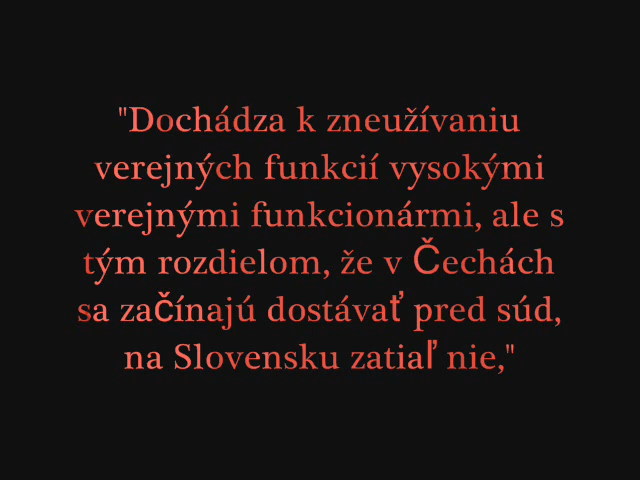 "Dochádza k zneužívaniu
verejných funkcií vysokými
verejnými funkcionármi, ale s
tým rozdielom, že v Čechách
sa začínajú dostávať pred súd,
na Slovensku zatiaľ nie,"